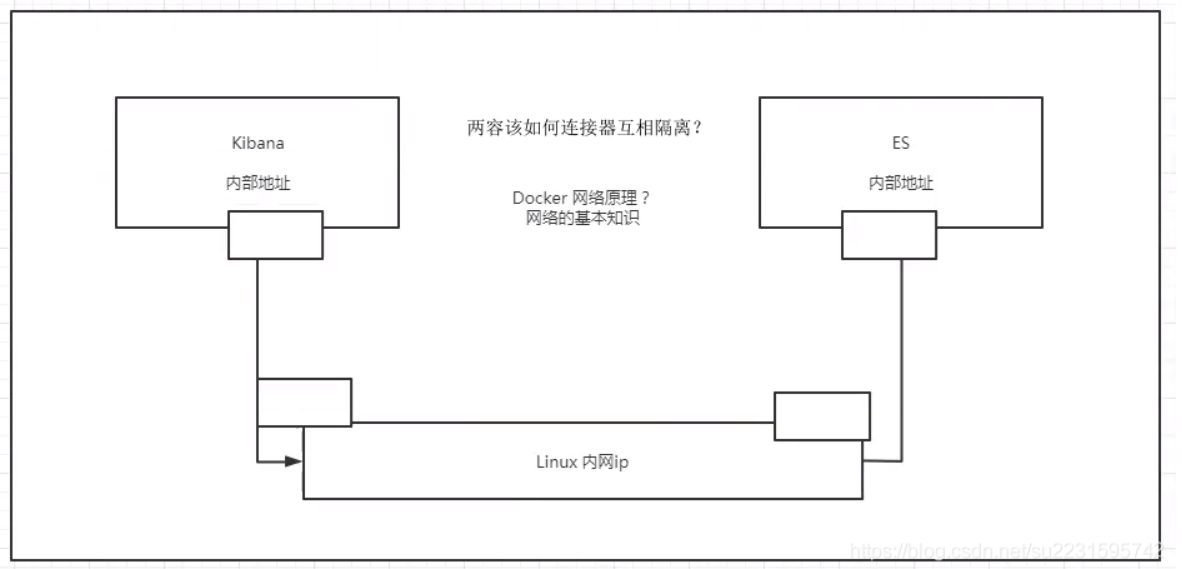 两容该如何连接器互相隔离？
Kibana
内部地址
ES
内部地址
Docker 网络原理？
网络的基本知识
Linux 内网ip
https://blog.csdn.net/su2231595742